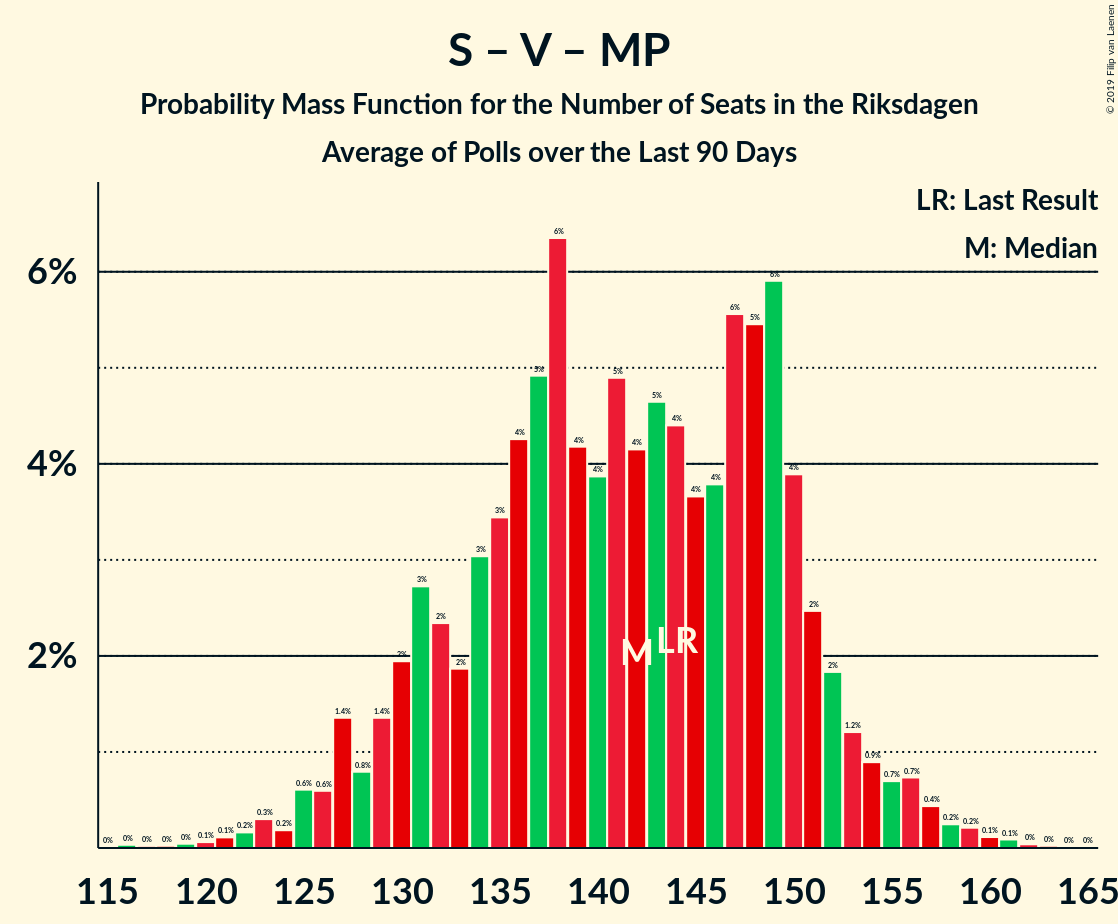 S – V – MP
Probability Mass Function for the Number of Seats in the Riksdagen
Average of Polls over the Last 90 Days
© 2019 Filip van Laenen
LR: Last Result
M: Median
6%
4%
2%
0% 0% 0% 0% 0% 0.1% 0.1% 0.2% 0.3% 0.2% 0.6% 0.6% 1.4% 0.8% 1.4% 2% 3% 2% 2% 3% 3% 4% 5% 6% 4% 4% 5% 4% 5% 4% 4% 4% 6% 5% 6% 4% 2% 2% 1.2% 0.9% 0.7% 0.7% 0.4% 0.2% 0.2% 0.1% 0.1% 0% 0% 0% 0%
M LR
115 120 125 130 135 140 145 150 155 160 165